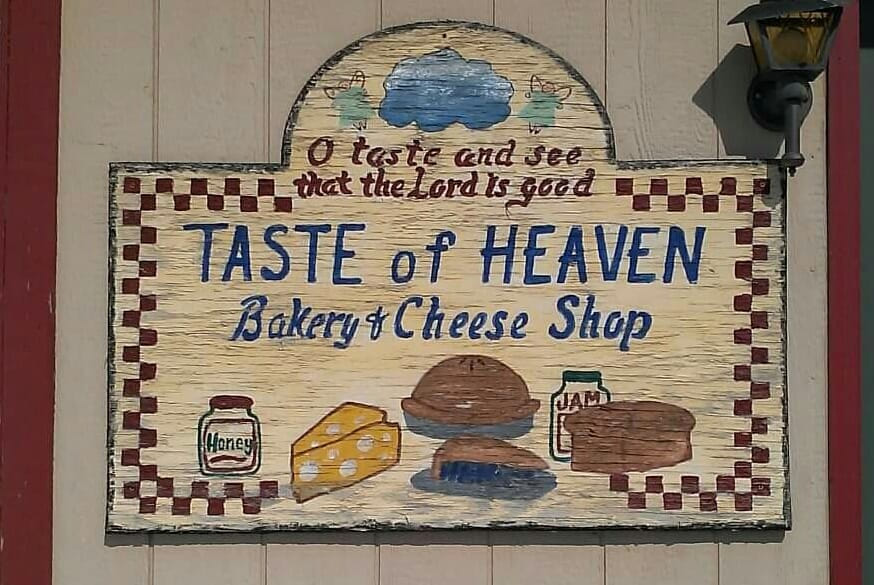 O taste and see
that the Lord is good
TASTE of HEAVEN
Bakery & Cheese Shop
JAM
Honey